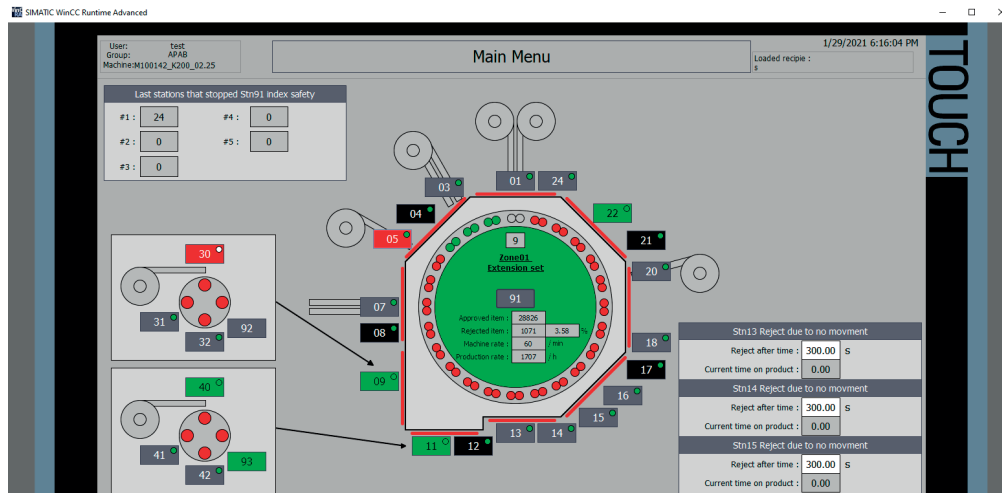 SIMATIC WinCC Runtime Advanced
User: test
Group: APAB
Machine:M100142_K200_02.25
Main Menu
1/29/2021 6:16:04 PM
Loaded recipie :
s
TOUCH
Last stations that stopped Stn91 index safety
#1 : 24 #4 : 0
#2 : 0 #5 : 0
#3 : 0
01 24
03
04 22
05 21
20
9
Zone01
Extension set
91
Approved item : 28826
Rejected item : 1071 3.58 %
Machine rate : 60 / min
Production rate : 1707 / h
30
31 32 92
07
08
09
18
17
16
15
14
13
12
11
40
41 42 93
Stn13 Reject due to no movment
Reject after time : 300.00 s
Current time on product : 0.00
Stn14 Reject due to no movment
Reject after time : 300.00 s
Current time on product : 0.00
Stn15 Reject due to no movment
Reject after time : 300.00 s
Current time on product : 0.00